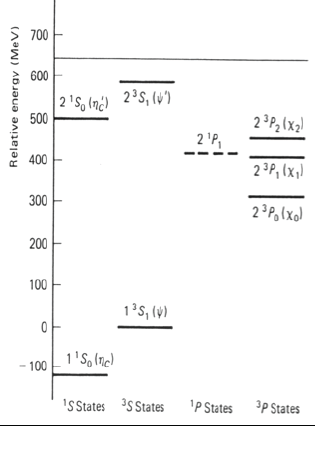 Relative energy (MeV)
700
600
500
400
300
200
100
0
-100
2 ¹S₀ (η'c)
2 ³S₁ (ψ')
2 ¹P₁
2 ³P₂ (χ₂)
2 ³P₁ (χ₁)
2 ³P₀ (χ₀)
1 ³S₁ (ψ)
1 ¹S₀ (ηc)
¹S States ³S States ¹P States ³P States